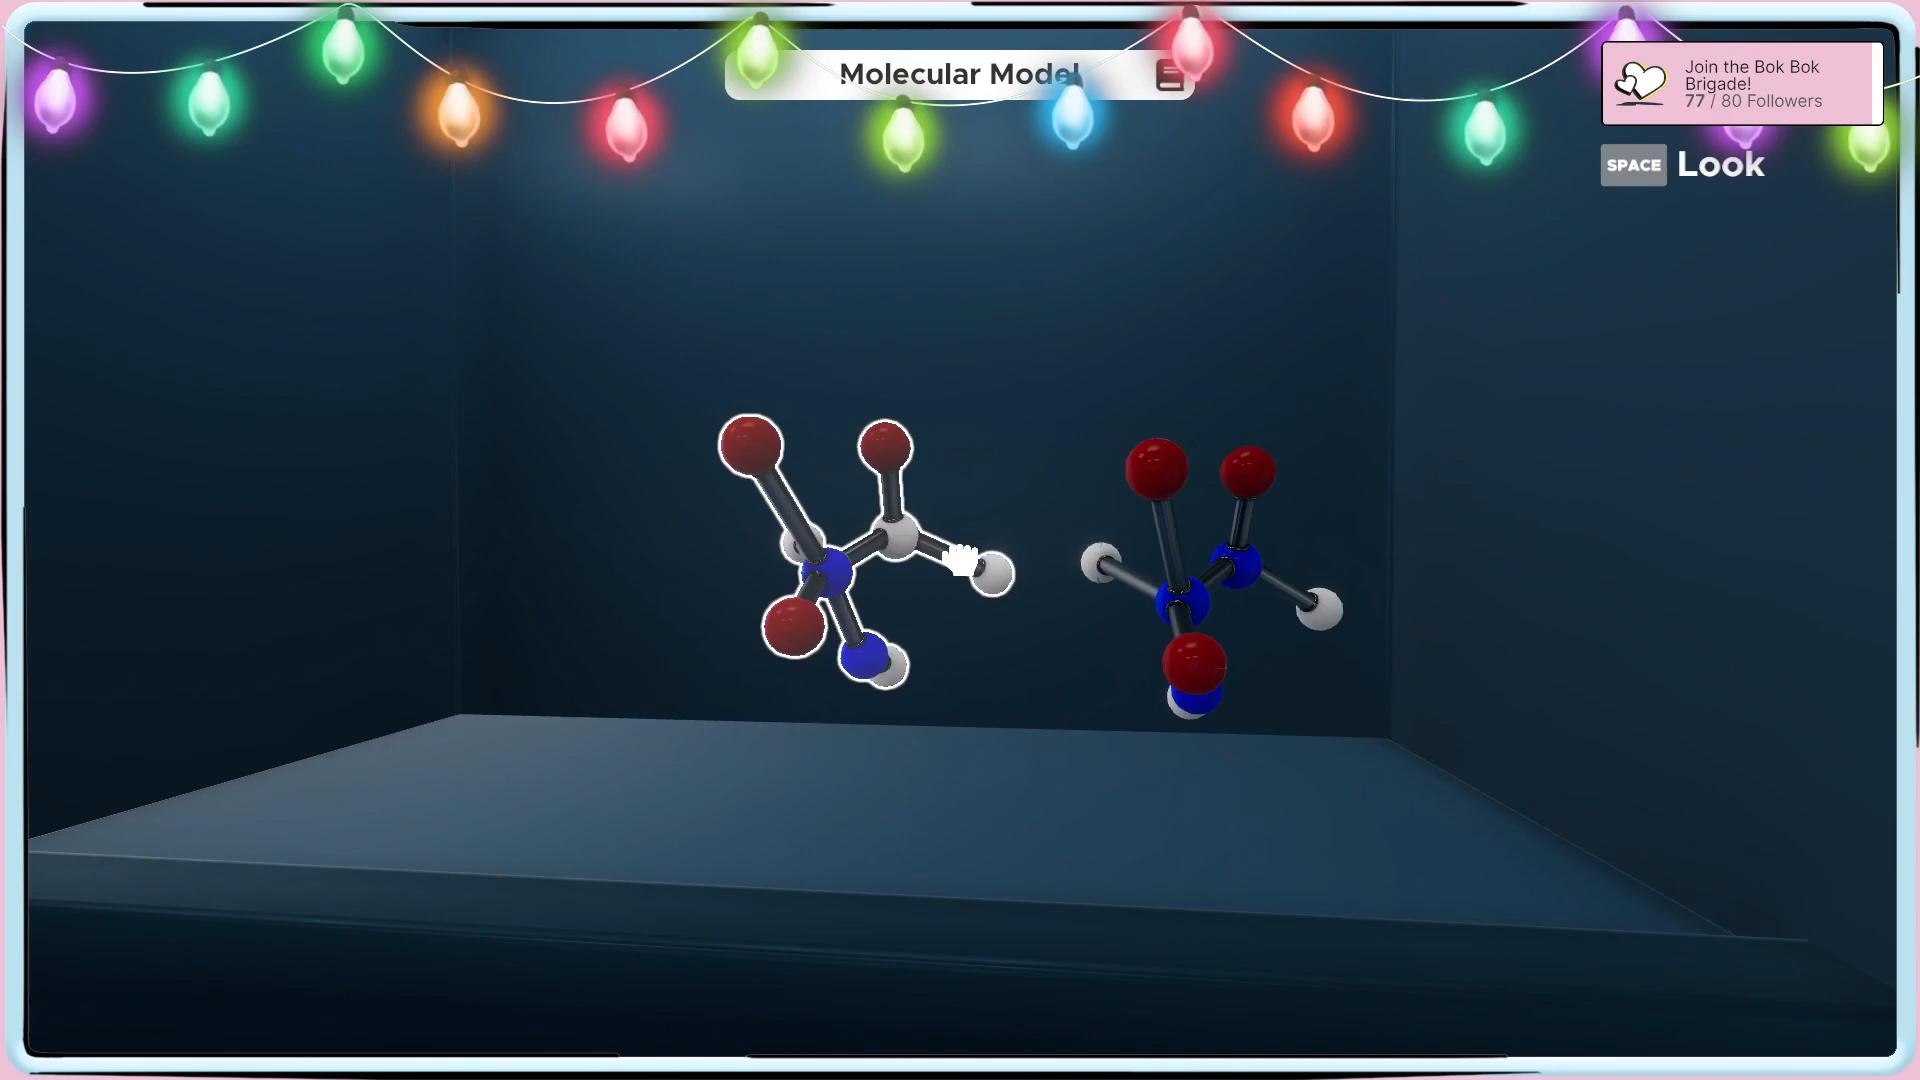 Molecular Model
Join the Bok Bok
Brigade!
77 / 80 Followers
SPACE Look